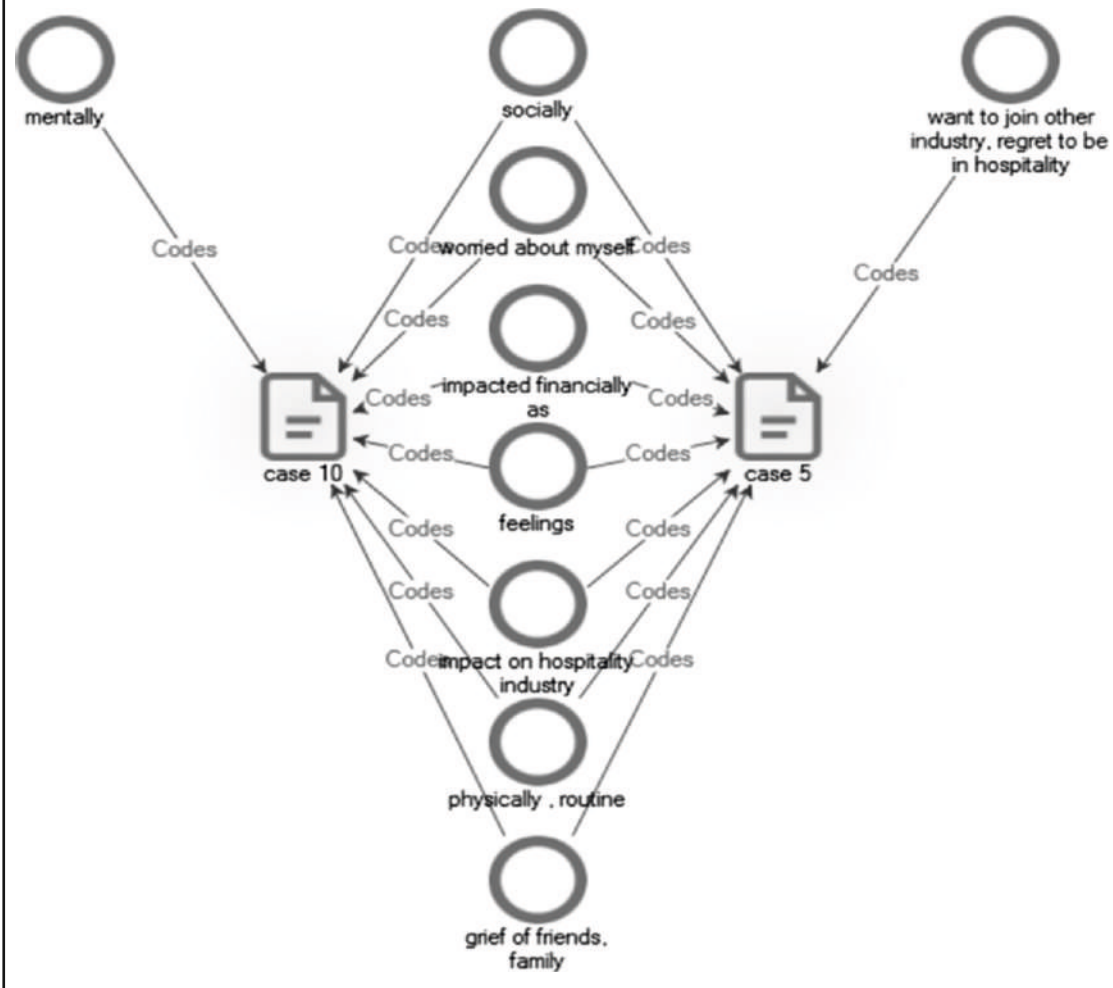 socially
mentally
want to join other
industry, regret to be
in hospitality
Codes
Codes
worried about myself
Codes
Codes
Codes
Codes
impacted financially
as
Codes
Codes
Codes
Codes
case 10
case 5
feelings
Codes
Codes
Codes
Codes
Codes
impact on hospitality
Codes
industry
physically , routine
grief of friends,
family